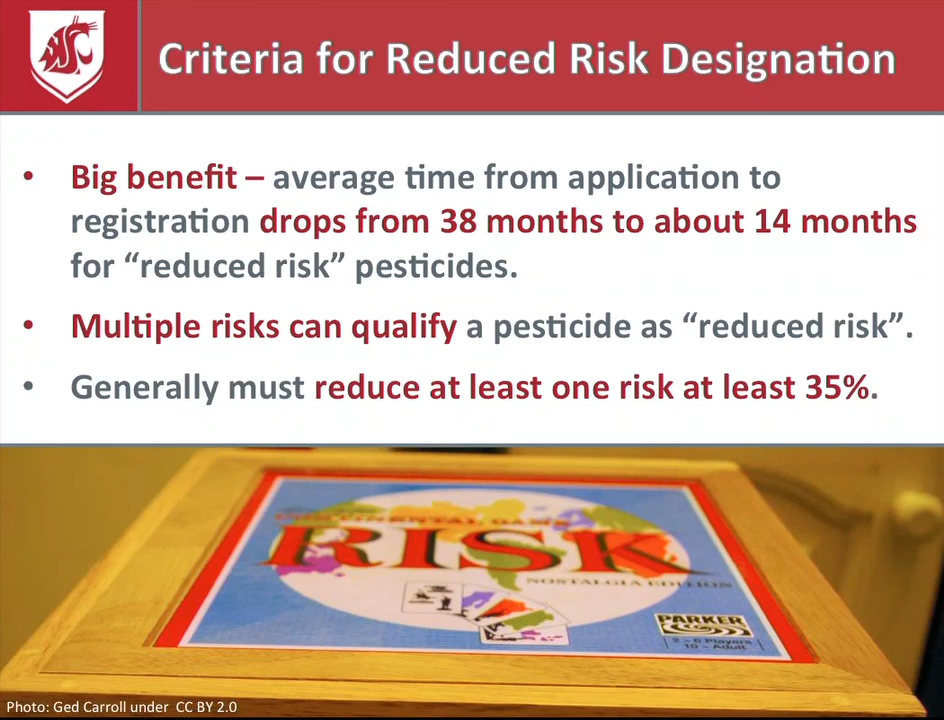 Criteria for Reduced Risk Designation
• Big benefit – average time from application to
registration drops from 38 months to about 14 months
for “reduced risk” pesticides.
• Multiple risks can qualify a pesticide as “reduced risk”.
• Generally must reduce at least one risk at least 35%.
RISK
NOSTALGIA EDITION
PARKER
2 - 6 Players
10 - Adult
Photo: Ged Carroll under CC BY 2.0